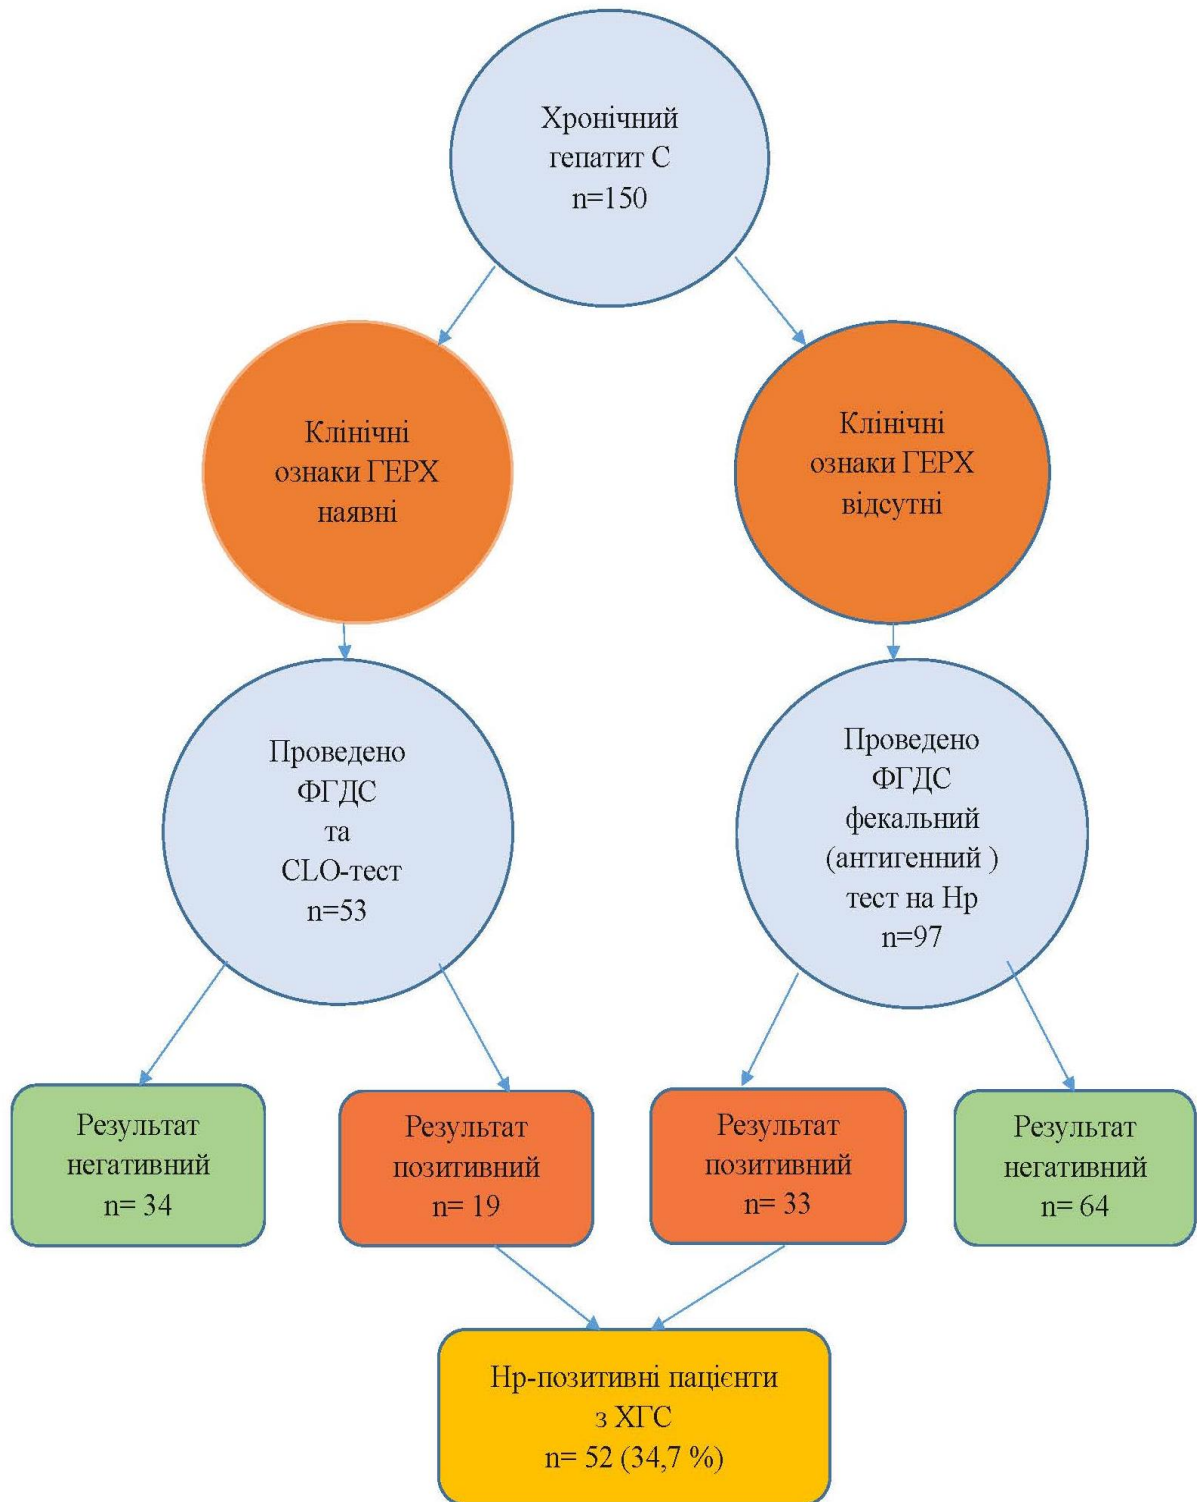 Хронічний
гепатит С
n=150
Клінічні
ознаки ГЕРХ
наявні
Клінічні
ознаки ГЕРХ
відсутні
Проведено
ФГДС
та
CLO-тест
n=53
Проведено
ФГДС
фекальний
(антигенний )
тест на Нр
n=97
Результат
негативний
n= 34
Результат
позитивний
n= 19
Результат
позитивний
n= 33
Результат
негативний
n= 64
Нр-позитивні пацієнти
з ХГС
n= 52 (34,7 %)